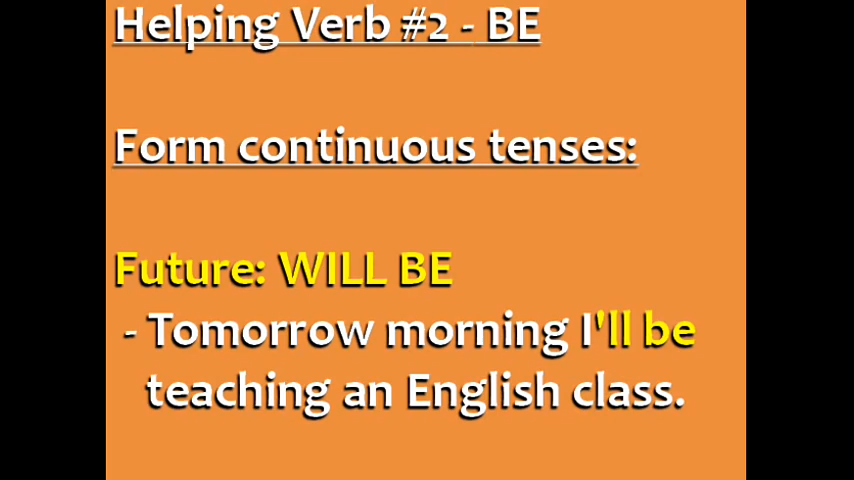 Helping Verb #2 - BE
Form continuous tenses:
Future: WILL BE
- Tomorrow morning I'll be
teaching an English class.